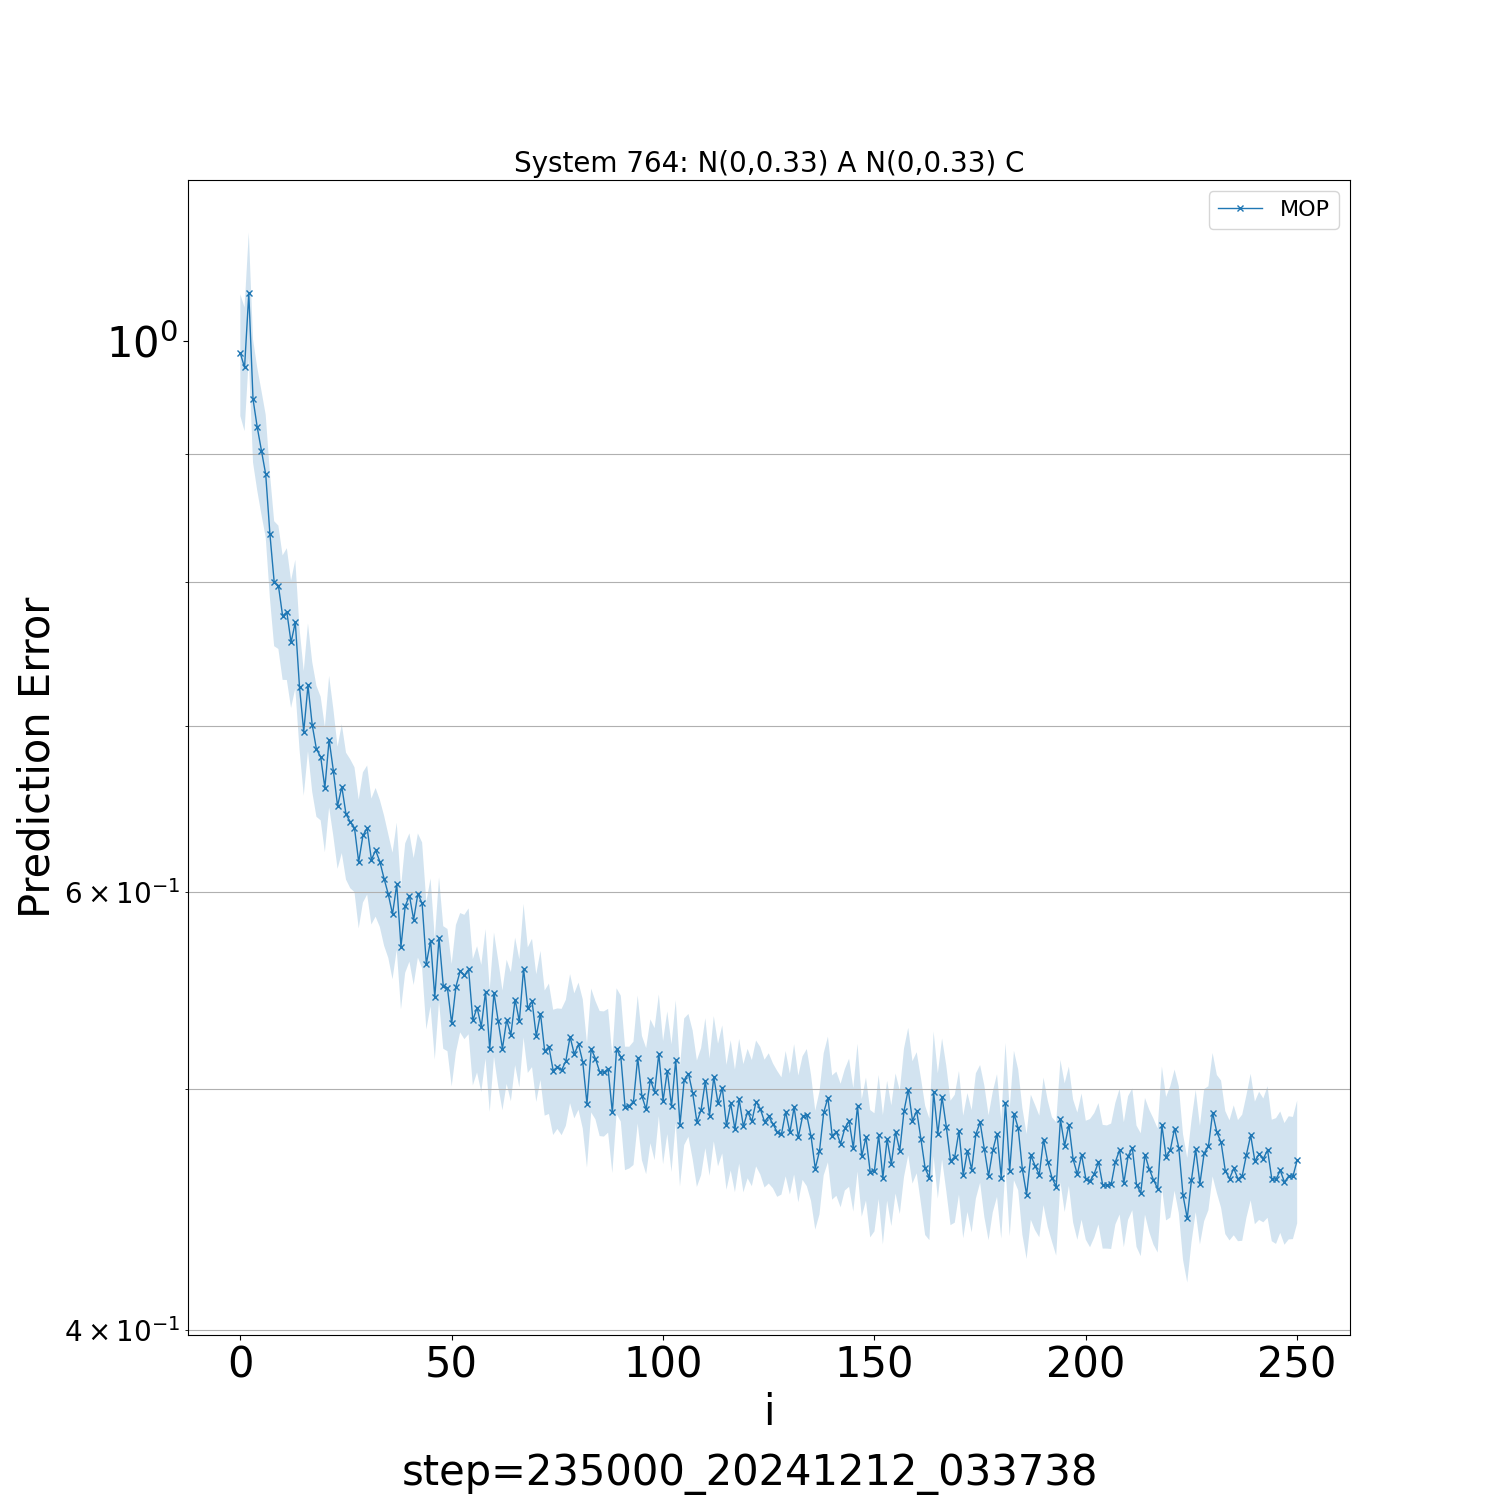 System 764: N(0,0.33) A N(0,0.33) C
MOP
10⁰
6 × 10⁻¹
4 × 10⁻¹
Prediction Error
0 50 100 150 200 250
i
step=235000_20241212_033738